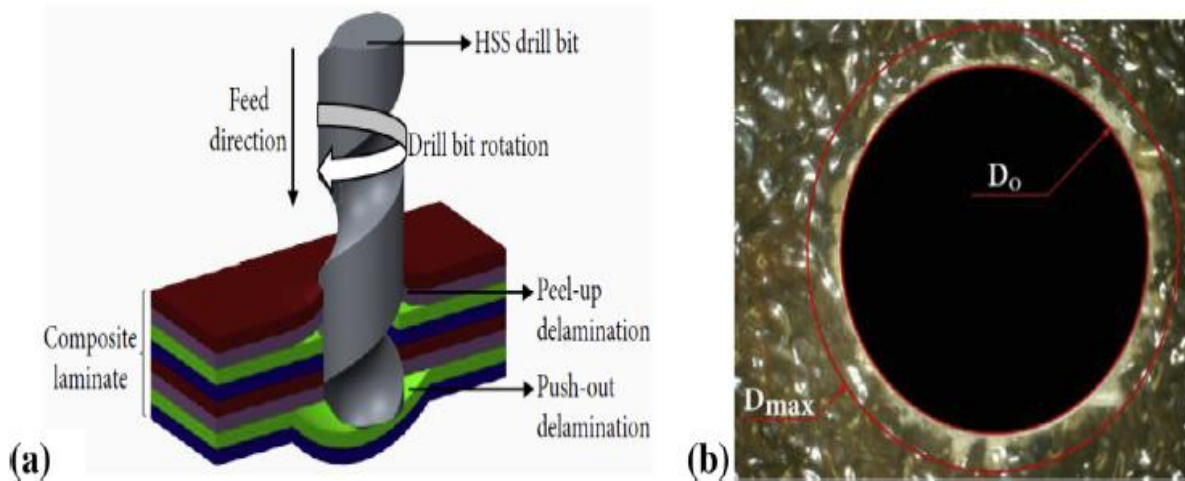 HSS drill bit
Feed
direction
Drill bit rotation
Peel-up
delamination
Composite
laminate
Push-out
delamination
(a)
Do
Dmax
(b)